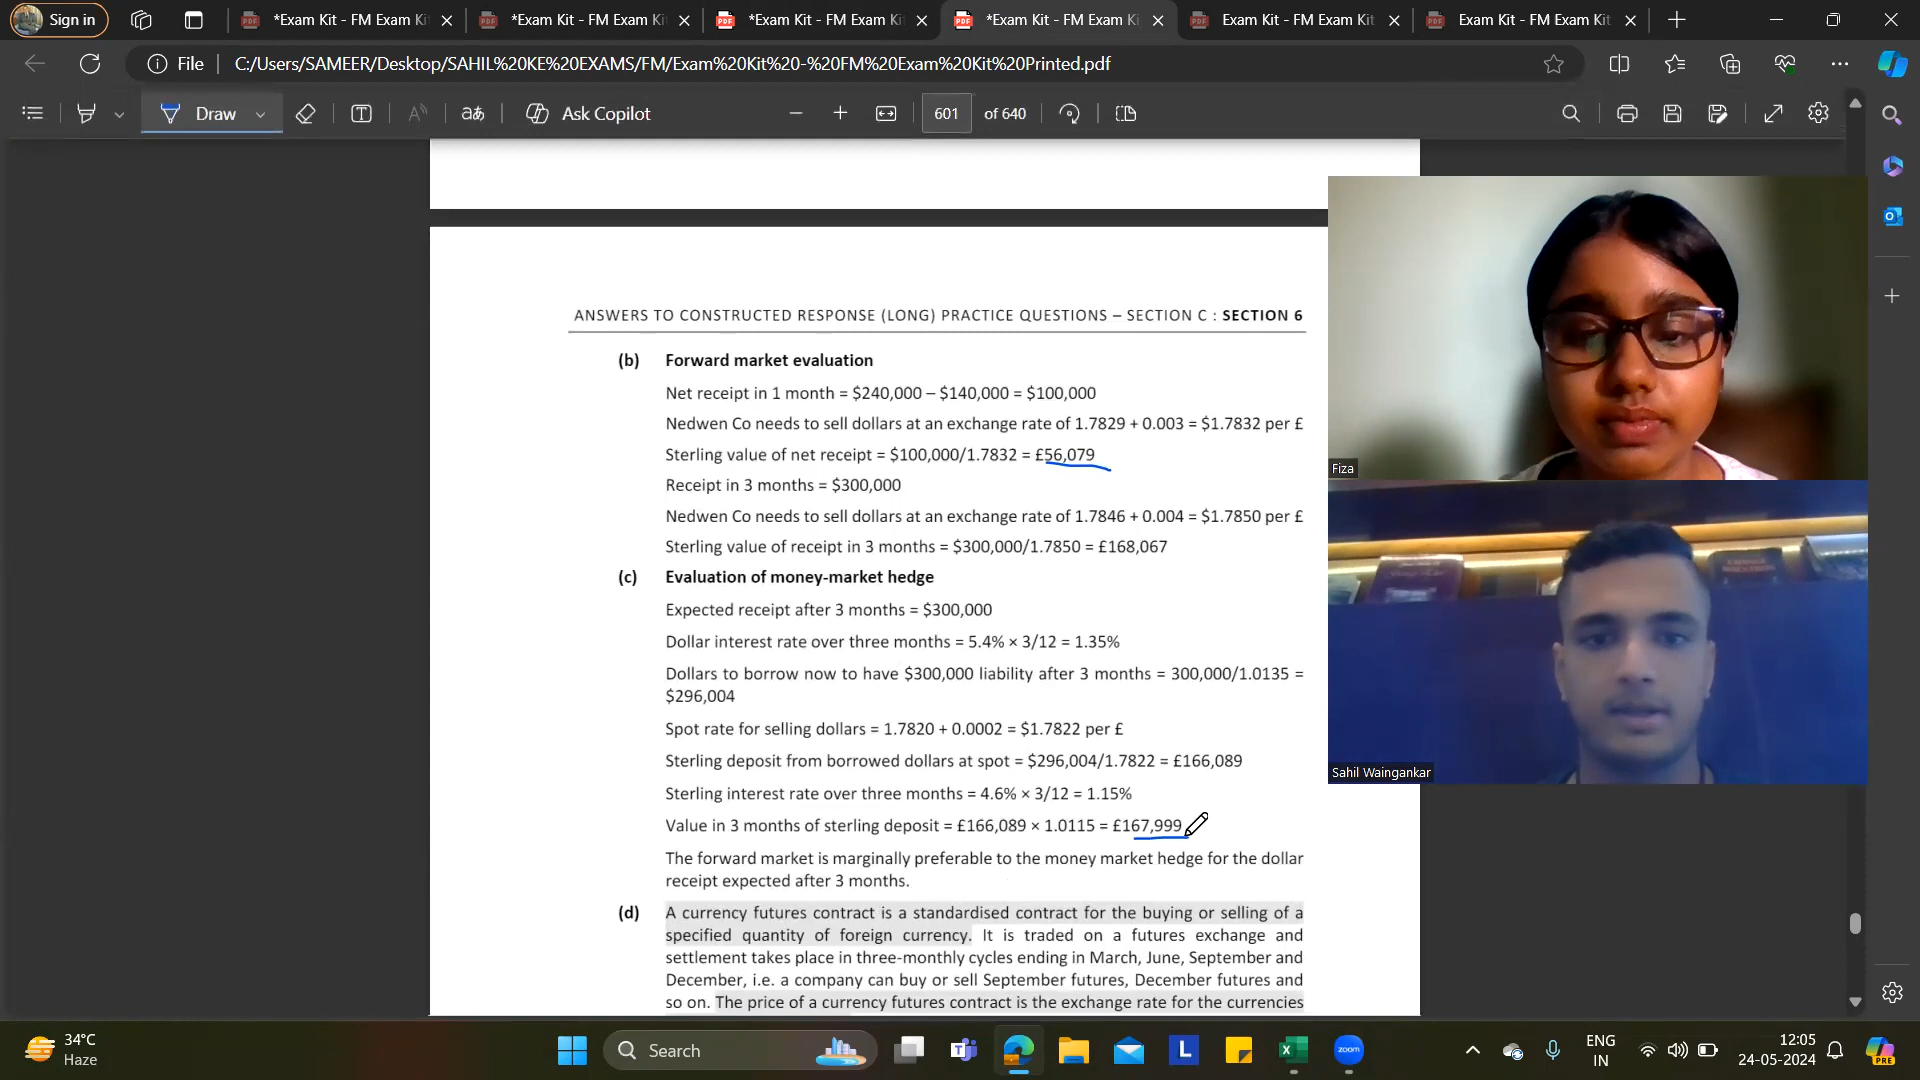 Sign in
*Exam Kit - FM Exam Ki
*Exam Kit - FM Exam Ki
*Exam Kit - FM Exam Ki
*Exam Kit - FM Exam Ki
Exam Kit - FM Exam Kit
Exam Kit - FM Exam Kit
File
C:/Users/SAMEER/Desktop/SAHIL%20KE%20EXAMS/FM/Exam%20Kit%20-%20FM%20Exam%20Kit%20Printed.pdf
Draw
aあ
Ask Copilot
601 of 640
ANSWERS TO CONSTRUCTED RESPONSE (LONG) PRACTICE QUESTIONS – SECTION C : SECTION 6
(b) Forward market evaluation
Net receipt in 1 month = $240,000 – $140,000 = $100,000
Nedwen Co needs to sell dollars at an exchange rate of 1.7829 + 0.003 = $1.7832 per £
Sterling value of net receipt = $100,000/1.7832 = £56,079
Receipt in 3 months = $300,000
Nedwen Co needs to sell dollars at an exchange rate of 1.7846 + 0.004 = $1.7850 per £
Sterling value of receipt in 3 months = $300,000/1.7850 = £168,067
(c) Evaluation of money-market hedge
Expected receipt after 3 months = $300,000
Dollar interest rate over three months = 5.4% × 3/12 = 1.35%
Dollars to borrow now to have $300,000 liability after 3 months = 300,000/1.0135 =
$296,004
Spot rate for selling dollars = 1.7820 + 0.0002 = $1.7822 per £
Sterling deposit from borrowed dollars at spot = $296,004/1.7822 = £166,089
Sterling interest rate over three months = 4.6% × 3/12 = 1.15%
Value in 3 months of sterling deposit = £166,089 × 1.0115 = £167,999
The forward market is marginally preferable to the money market hedge for the dollar
receipt expected after 3 months.
(d) A currency futures contract is a standardised contract for the buying or selling of a
specified quantity of foreign currency. It is traded on a futures exchange and
settlement takes place in three-monthly cycles ending in March, June, September and
December, i.e. a company can buy or sell September futures, December futures and
so on. The price of a currency futures contract is the exchange rate for the currencies
Fiza
Sahil Waingankar
34°C
Haze
Search
zoom
ENG
IN
12:05
24-05-2024
PRE